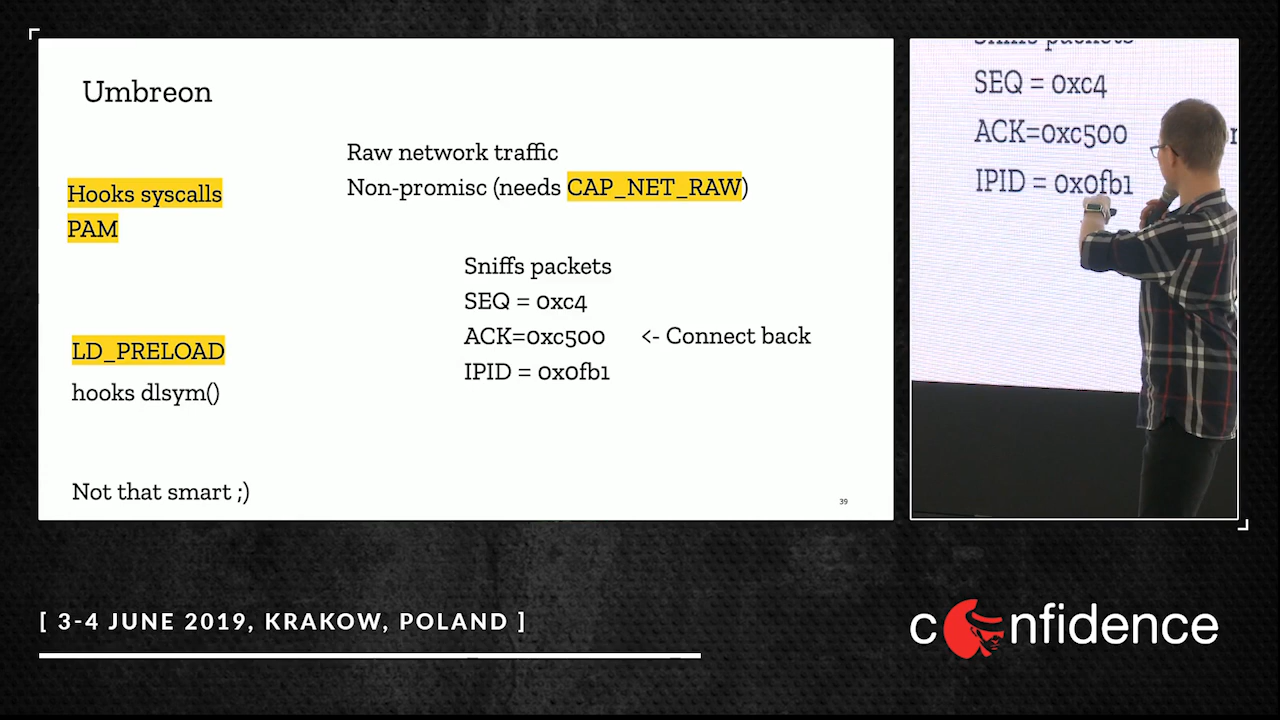 Umbreon
Hooks syscalls
PAM
LD_PRELOAD
hooks dlsym()
Not that smart ;)
Raw network traffic
Non-promisc (needs CAP_NET_RAW)
Sniffs packets
SEQ = 0xc4
ACK=0xc500 <- Connect back
IPID = 0x0fb1
39
Sniffs packets
SEQ = 0xc4
ACK=0xc500
IPID = 0x0fb1
[ 3-4 JUNE 2019, KRAKOW, POLAND ]
confidence